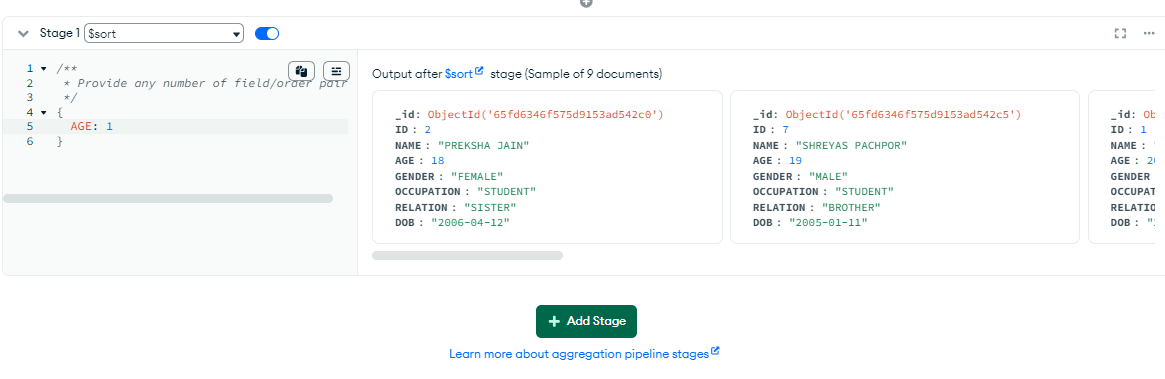 Stage 1 $sort
1 /**
2 * Provide any number of field/order pair
3 */
4 {
5 AGE: 1
6 }
Output after $sort stage (Sample of 9 documents)
_id: ObjectId('65fd6346f575d9153ad542c0')
ID : 2
NAME : "PREKSHA JAIN"
AGE : 18
GENDER : "FEMALE"
OCCUPATION : "STUDENT"
RELATION : "SISTER"
DOB : "2006-04-12"
_id: ObjectId('65fd6346f575d9153ad542c5')
ID : 7
NAME : "SHREYAS PACHPOR"
AGE : 19
GENDER : "MALE"
OCCUPATION : "STUDENT"
RELATION : "BROTHER"
DOB : "2005-01-11"
_id: Ob
ID : 1
NAME :
AGE : 2
GENDER
OCCUPAT
RELATIO
DOB : "
+ Add Stage
Learn more about aggregation pipeline stages